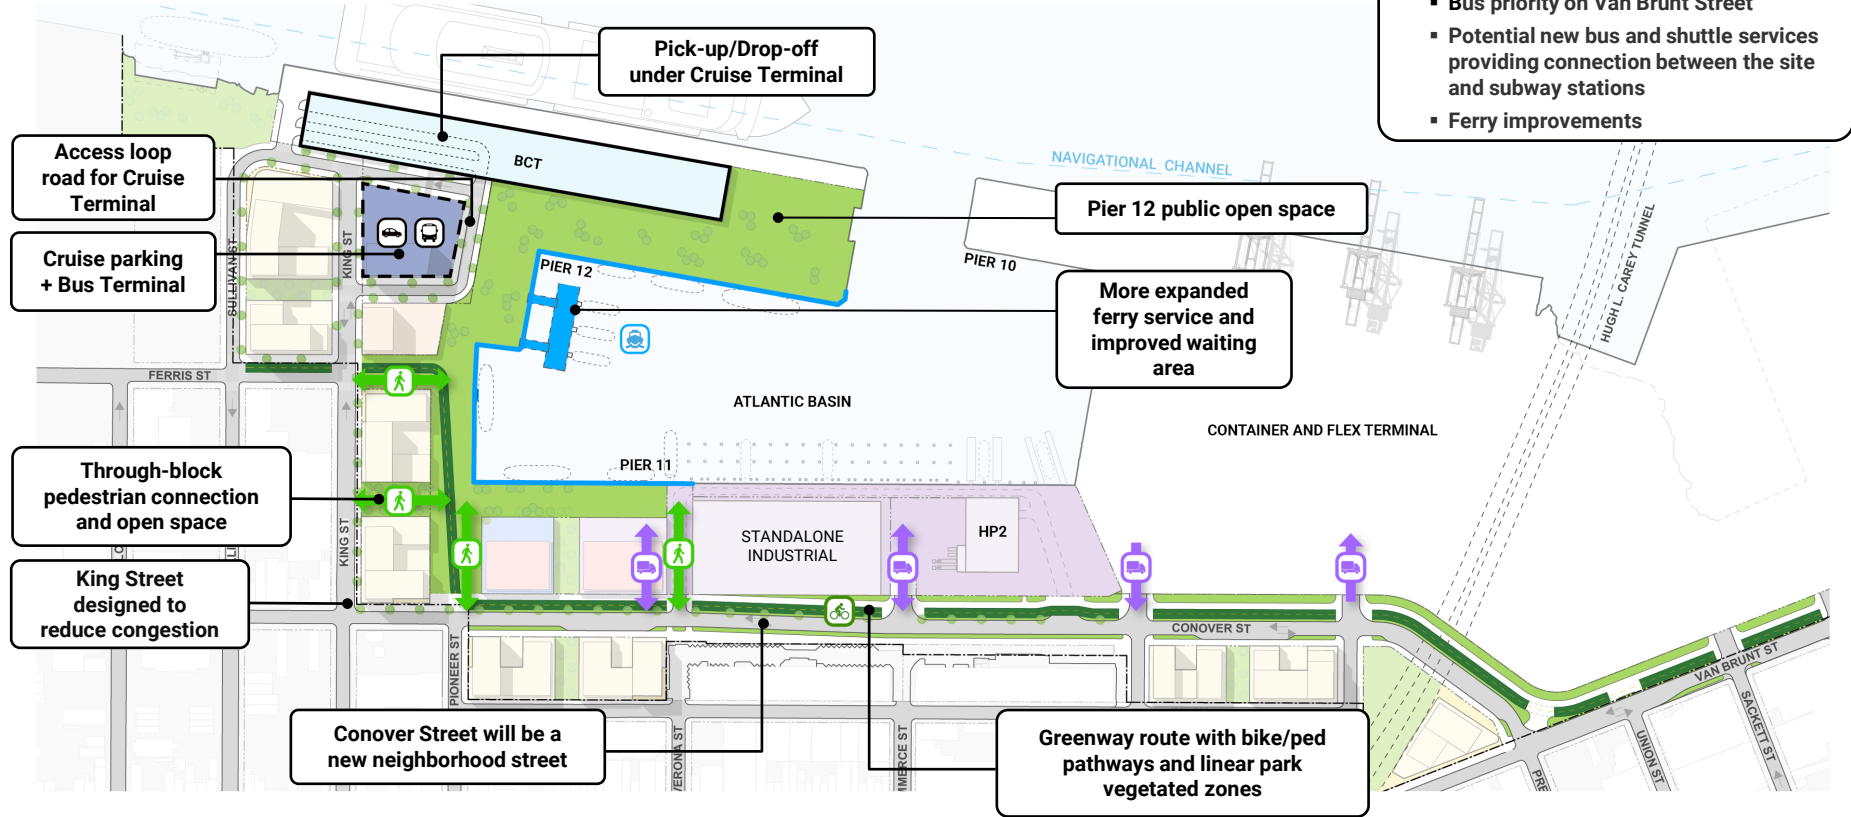 Bus priority on Van Brunt Street
Potential new bus and shuttle services
providing connection between the site
and subway stations
Ferry improvements
Pick-up/Drop-off
under Cruise Terminal
Access loop
road for Cruise
Terminal
BCT
NAVIGATIONAL CHANNEL
Pier 12 public open space
Cruise parking
+ Bus Terminal
SULLIVAN ST
KING ST
PIER 12
PIER 10
HUGH L. CAREY TUNNEL
More expanded
ferry service and
improved waiting
area
FERRIS ST
ATLANTIC BASIN
CONTAINER AND FLEX TERMINAL
Through-block
pedestrian connection
and open space
PIER 11
KING ST
STANDALONE
INDUSTRIAL
HP2
King Street
designed to
reduce congestion
CONOVER ST
PIONEER ST
VAN BRUNT ST
SACKETT ST
UNION ST
Conover Street will be a
new neighborhood street
VERONA ST
MMERCE ST
Greenway route with bike/ped
pathways and linear park
vegetated zones